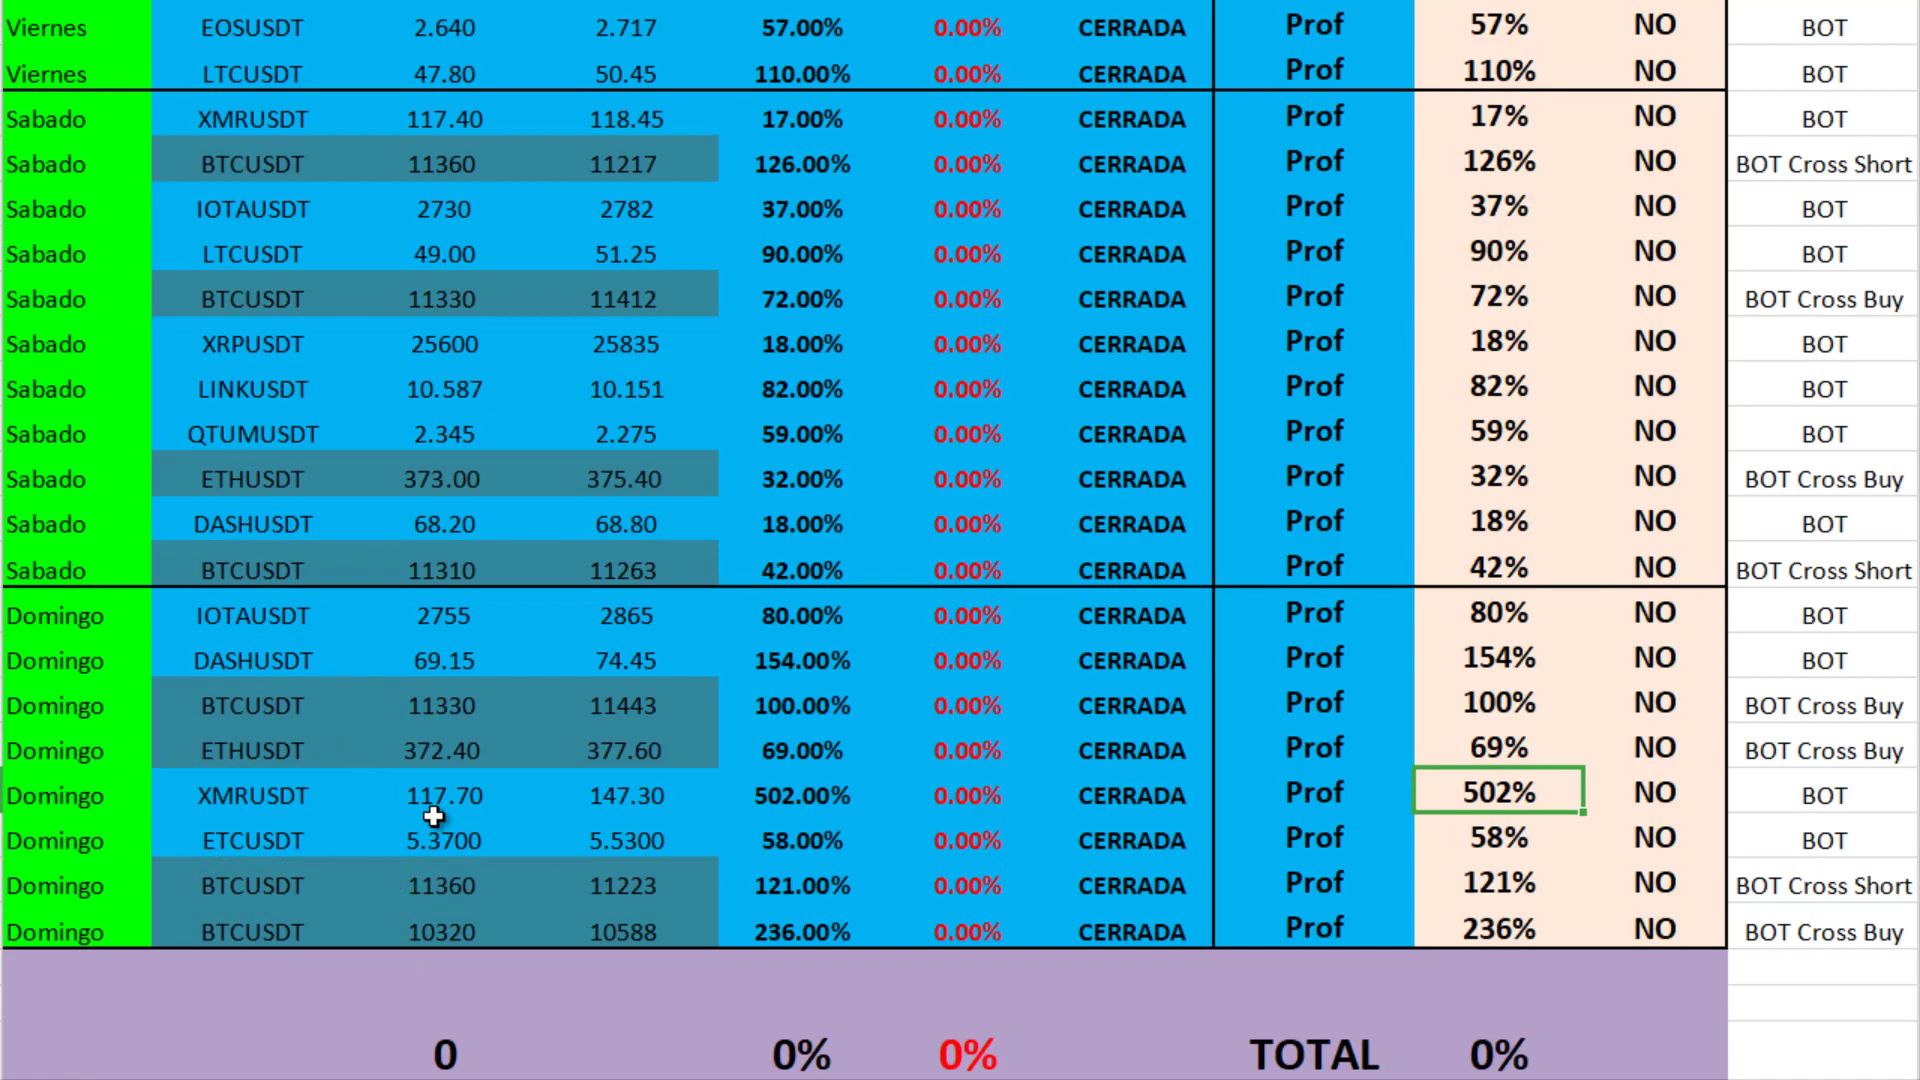 Viernes EOSUSDT 2.640 2.717 57.00% 0.00% CERRADA Prof 57% NO BOT
Viernes LTCUSDT 47.80 50.45 110.00% 0.00% CERRADA Prof 110% NO BOT
Sabado XMRUSDT 117.40 118.45 17.00% 0.00% CERRADA Prof 17% NO BOT
Sabado BTCUSDT 11360 11217 126.00% 0.00% CERRADA Prof 126% NO BOT Cross Short
Sabado IOTAUSDT 2730 2782 37.00% 0.00% CERRADA Prof 37% NO BOT
Sabado LTCUSDT 49.00 51.25 90.00% 0.00% CERRADA Prof 90% NO BOT
Sabado BTCUSDT 11330 11412 72.00% 0.00% CERRADA Prof 72% NO BOT Cross Buy
Sabado XRPUSDT 25600 25835 18.00% 0.00% CERRADA Prof 18% NO BOT
Sabado LINKUSDT 10.587 10.151 82.00% 0.00% CERRADA Prof 82% NO BOT
Sabado QTUMUSDT 2.345 2.275 59.00% 0.00% CERRADA Prof 59% NO BOT
Sabado ETHUSDT 373.00 375.40 32.00% 0.00% CERRADA Prof 32% NO BOT Cross Buy
Sabado DASHUSDT 68.20 68.80 18.00% 0.00% CERRADA Prof 18% NO BOT
Sabado BTCUSDT 11310 11263 42.00% 0.00% CERRADA Prof 42% NO BOT Cross Short
Domingo IOTAUSDT 2755 2865 80.00% 0.00% CERRADA Prof 80% NO BOT
Domingo DASHUSDT 69.15 74.45 154.00% 0.00% CERRADA Prof 154% NO BOT
Domingo BTCUSDT 11330 11443 100.00% 0.00% CERRADA Prof 100% NO BOT Cross Buy
Domingo ETHUSDT 372.40 377.60 69.00% 0.00% CERRADA Prof 69% NO BOT Cross Buy
Domingo XMRUSDT 117.70 147.30 502.00% 0.00% CERRADA Prof 502% NO BOT
Domingo ETCUSDT 5.3700 5.5300 58.00% 0.00% CERRADA Prof 58% NO BOT
Domingo BTCUSDT 11360 11223 121.00% 0.00% CERRADA Prof 121% NO BOT Cross Short
Domingo BTCUSDT 10320 10588 236.00% 0.00% CERRADA Prof 236% NO BOT Cross Buy
0 0% 0% TOTAL 0%